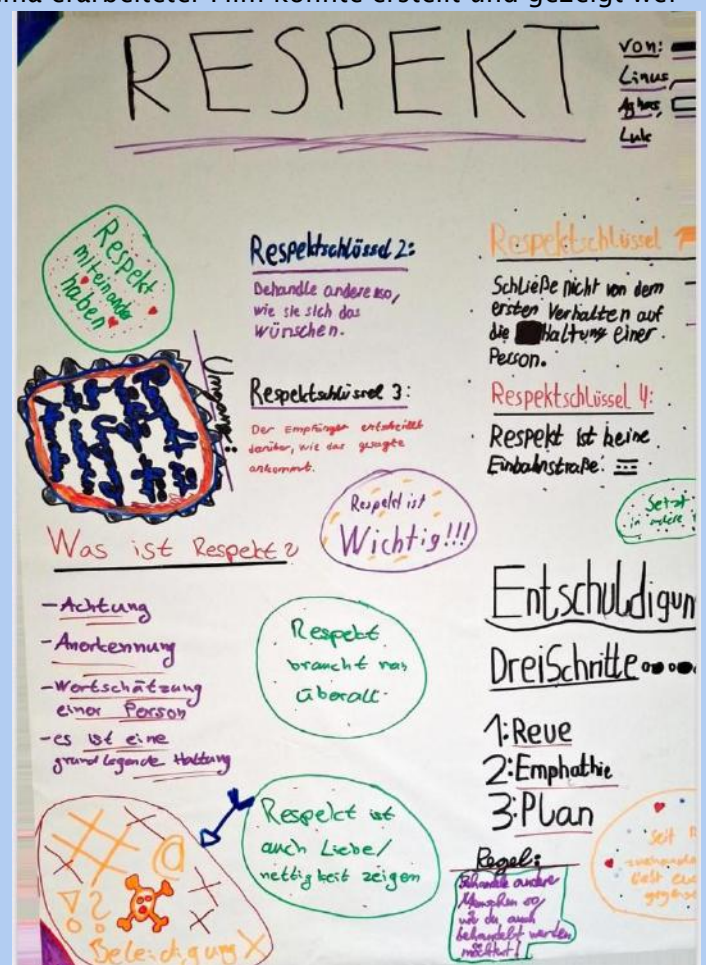 RESPEKT
von:
Linus,
Luk
Respekt
miteinander
haben
Respektschlössel 2:
Behandle andere so,
wie sie sich das
wünschen.
Respektschlüssel 3:
Der Empfänger entscheidet
darüber, wie das gesagte
ankommt.
Respektschlüssel
Schließe nicht von dem
ersten Verhalten auf
die Haltung einer
Person.
Respektschlüssel 4:
Respekt ist keine
Einbahnstraße!
Respekt ist
Wichtig!!!
Setzt
in andere
Was ist Respekt?
-Achtung
-Anerkennung
-Wertschätzung
einer Person
-es ist eine
grundlegende Haltung
Respekt
braucht man
überall.
Entschuldigun
DreiSchritte
1:Reue
2:Emphathie
3:Plan
Respekt ist
auch Liebe/
nettigkeit zeigen
Beleidigung X
Regel:
Behandle andere
Menschen so,
wie du auch
behandelt werden
möchtest!